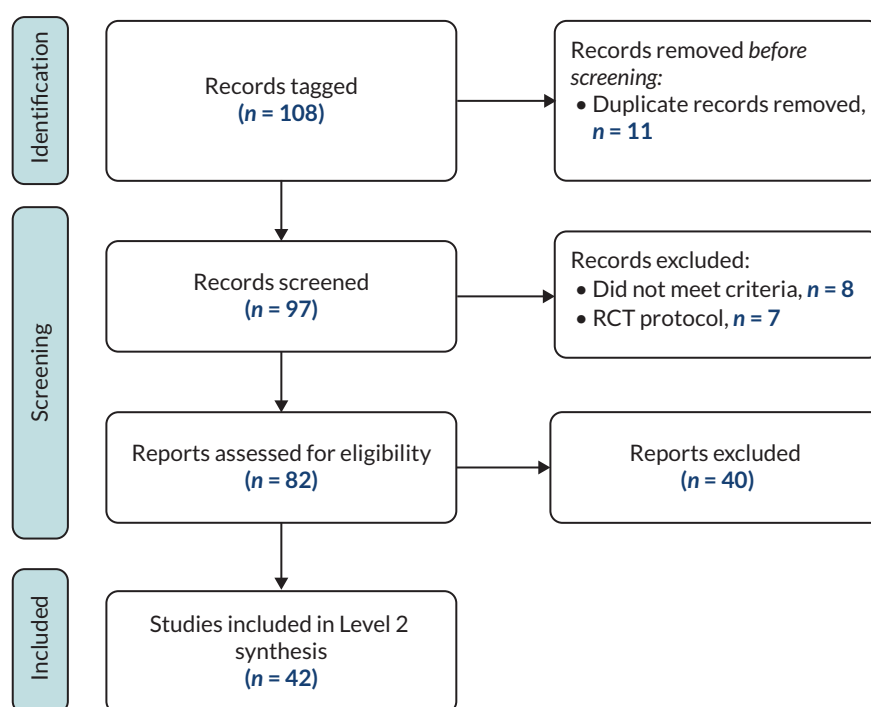 Identification
Records tagged
(n = 108)
Records removed before
screening:
• Duplicate records removed,
n = 11
Screening
Records screened
(n = 97)
Records excluded:
• Did not meet criteria, n = 8
• RCT protocol, n = 7
Reports assessed for eligibility
(n = 82)
Reports excluded
(n = 40)
Included
Studies included in Level 2
synthesis
(n = 42)